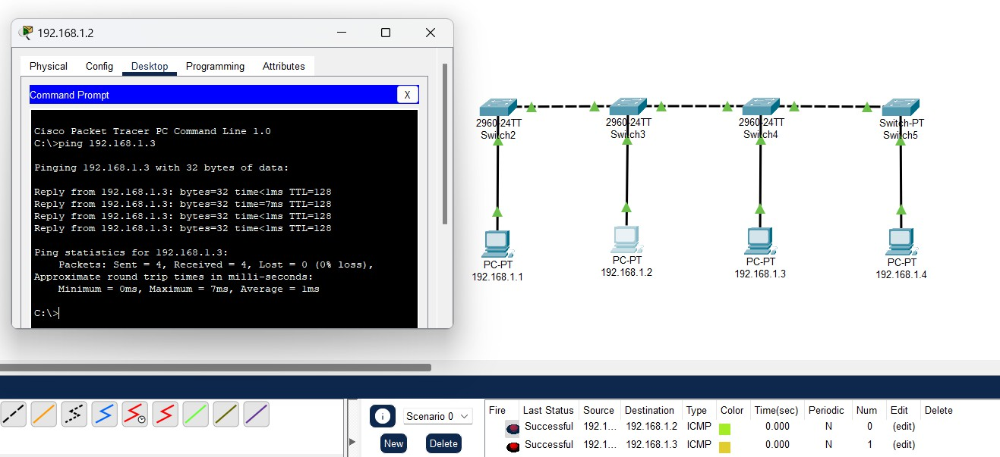 192.168.1.2
Physical Config Desktop Programming Attributes
Command Prompt X
Cisco Packet Tracer PC Command Line 1.0
C:\>ping 192.168.1.3
Pinging 192.168.1.3 with 32 bytes of data:
Reply from 192.168.1.3: bytes=32 time<1ms TTL=128
Reply from 192.168.1.3: bytes=32 time=7ms TTL=128
Reply from 192.168.1.3: bytes=32 time<1ms TTL=128
Reply from 192.168.1.3: bytes=32 time<1ms TTL=128
Ping statistics for 192.168.1.3:
Packets: Sent = 4, Received = 4, Lost = 0 (0% loss),
Approximate round trip times in milli-seconds:
Minimum = 0ms, Maximum = 7ms, Average = 1ms
C:\>
2960-24TT
Switch2
2960-24TT
Switch3
2960-24TT
Switch4
Switch-PT
Switch5
PC-PT
192.168.1.1
PC-PT
192.168.1.2
PC-PT
192.168.1.3
PC-PT
192.168.1.4
i Scenario 0
New Delete
Fire Last Status Source Destination Type Color Time(sec) Periodic Num Edit Delete
Successful 192.1... 192.168.1.2 ICMP 0.000 N 0 (edit)
Successful 192.1... 192.168.1.3 ICMP 0.000 N 1 (edit)